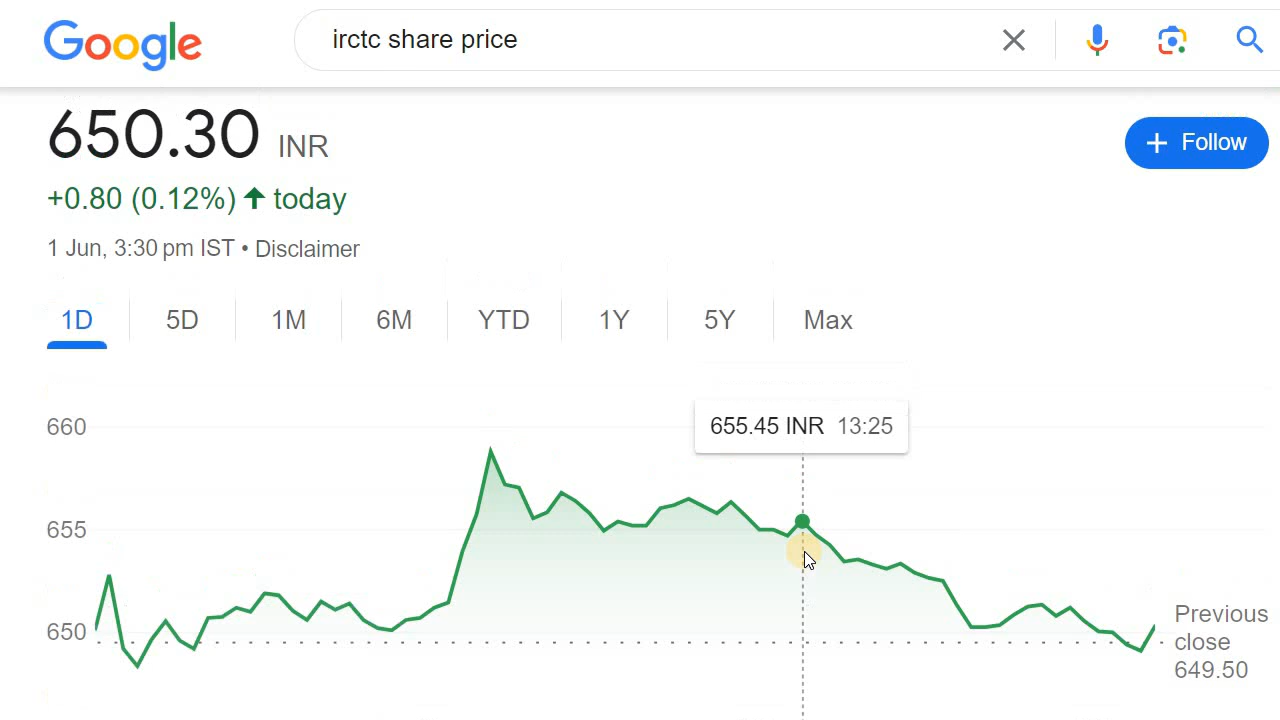 Google
irctc share price
650.30 INR
+ Follow
+0.80 (0.12%) ↑ today
1 Jun, 3:30 pm IST • Disclaimer
1D 5D 1M 6M YTD 1Y 5Y Max
660
655.45 INR 13:25
655
650
Previous
close
649.50